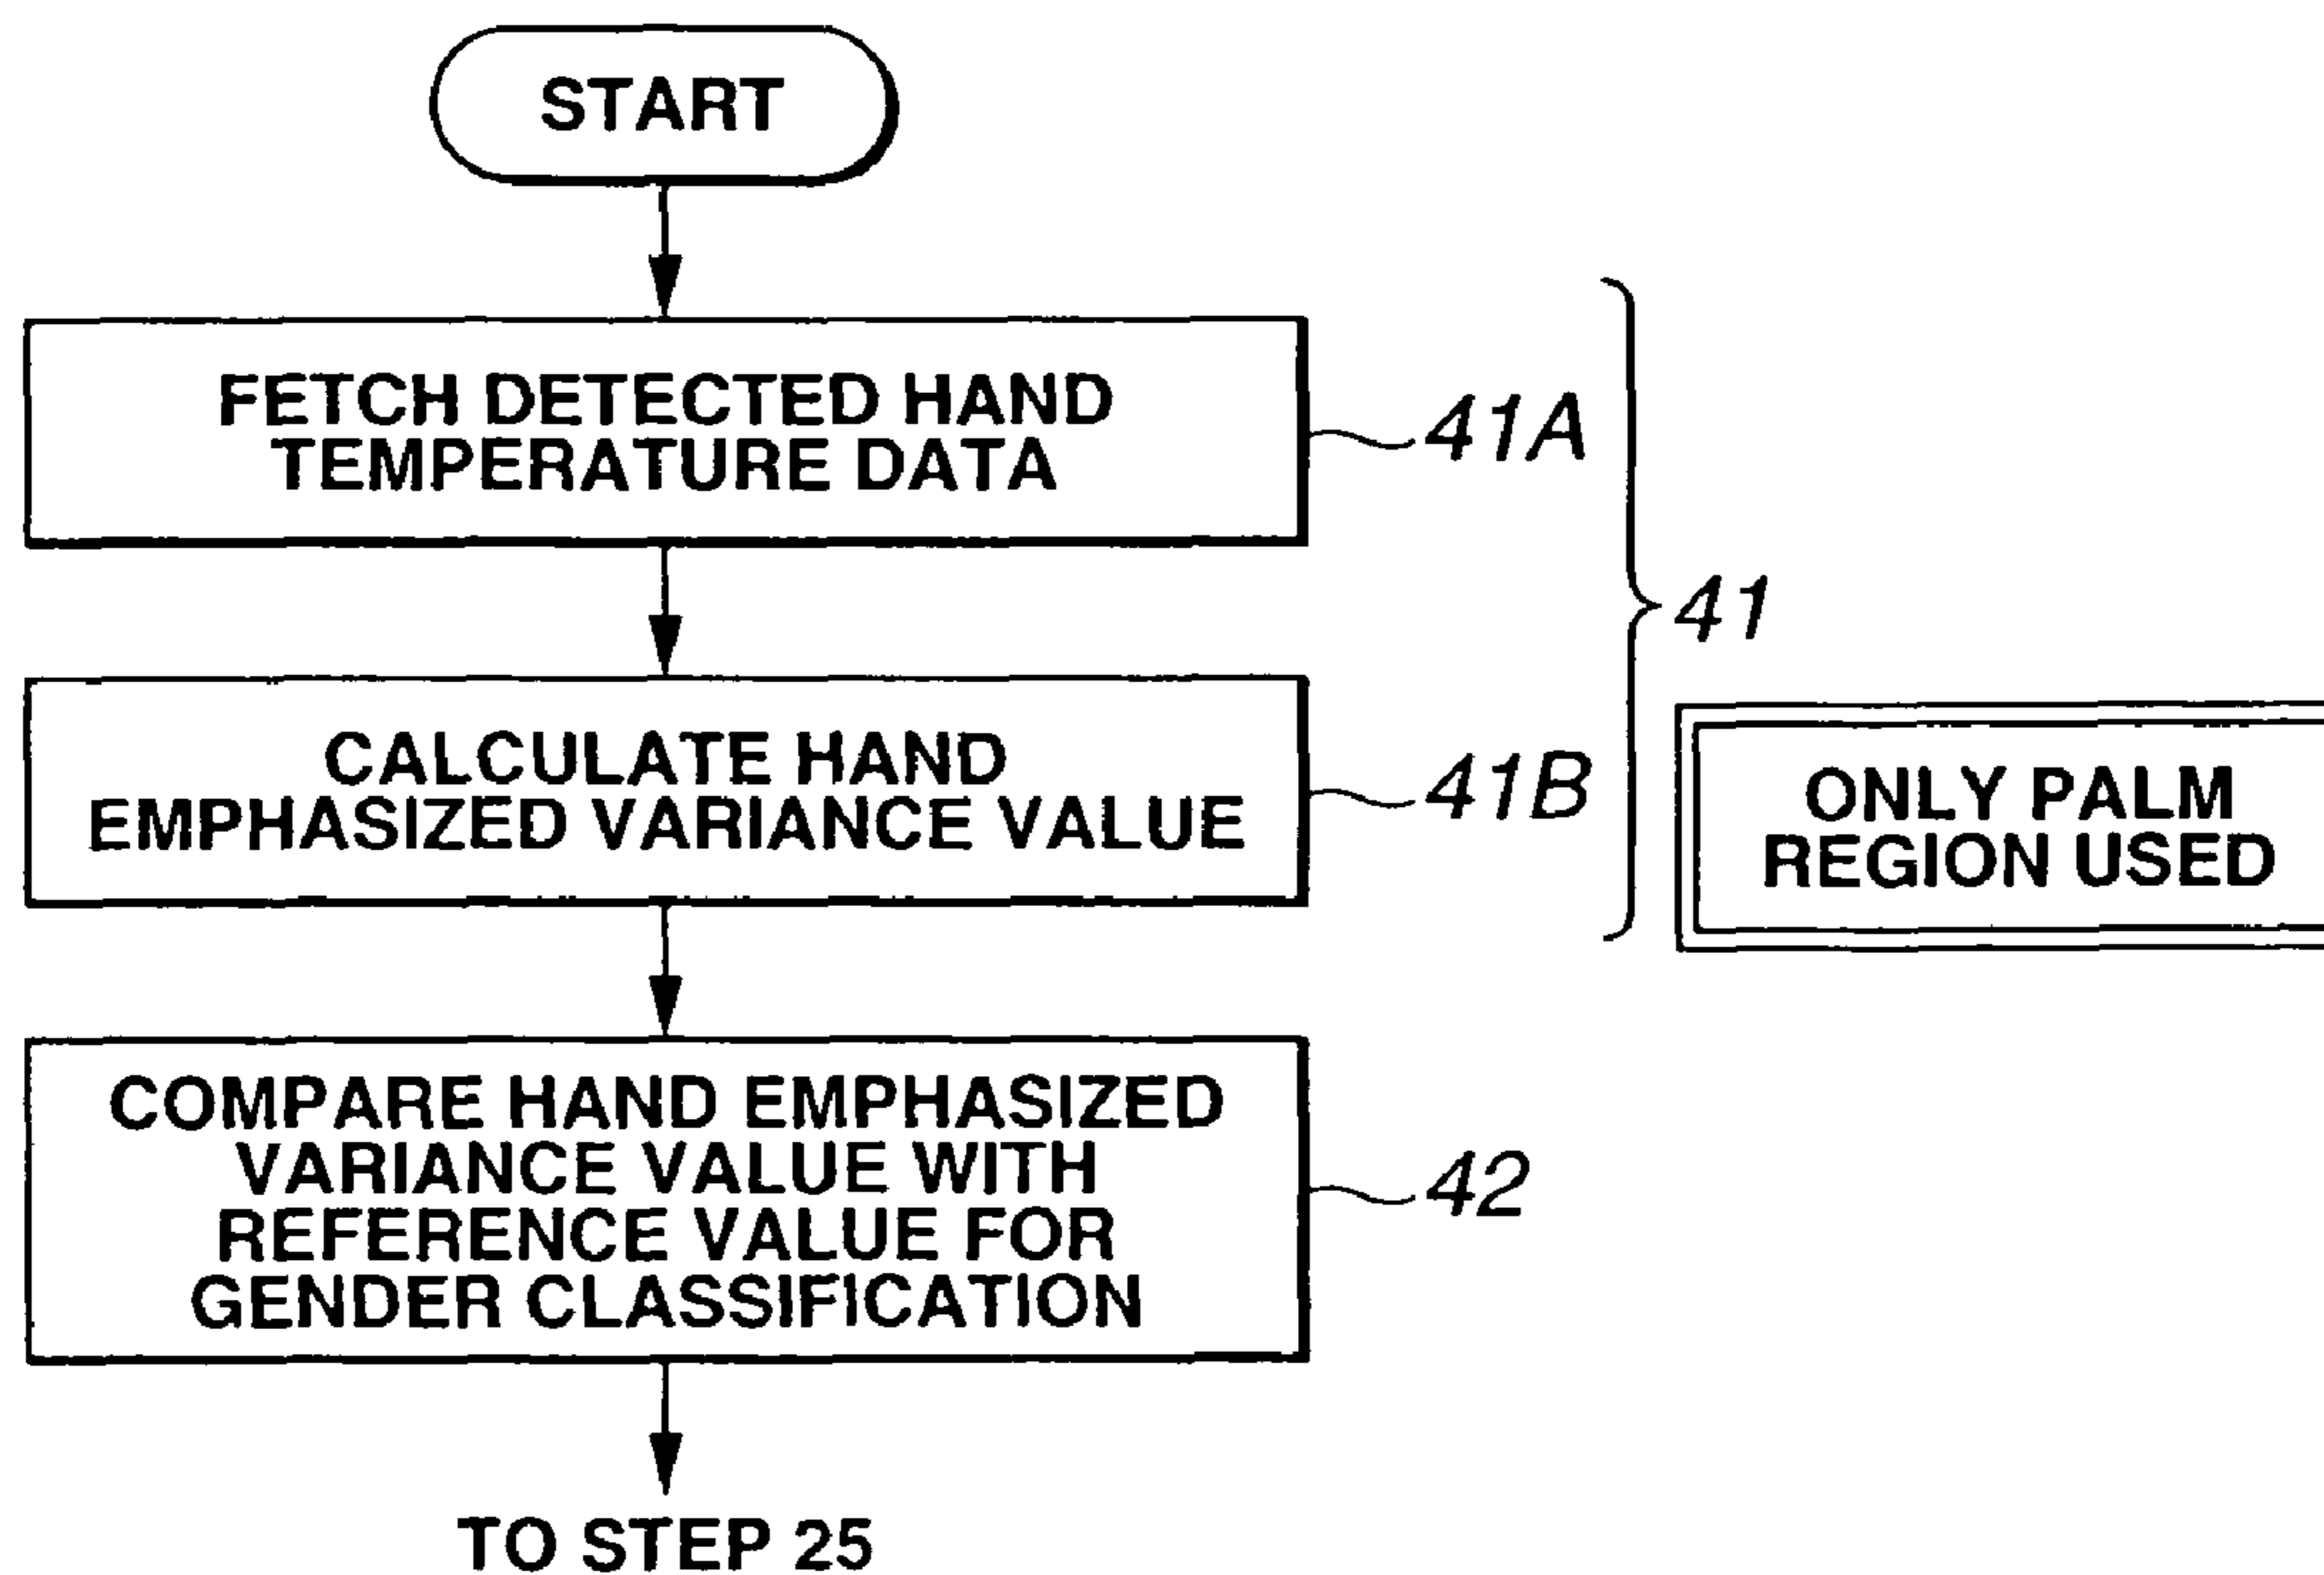 START
FETCH DETECTED HAND
TEMPERATURE DATA
41A
41
CALCULATE HAND
EMPHASIZED VARIANCE VALUE
41B
ONLY PALM
REGION USED
COMPARE HAND EMPHASIZED
VARIANCE VALUE WITH
REFERENCE VALUE FOR
GENDER CLASSIFICATION
42
TO STEP 25